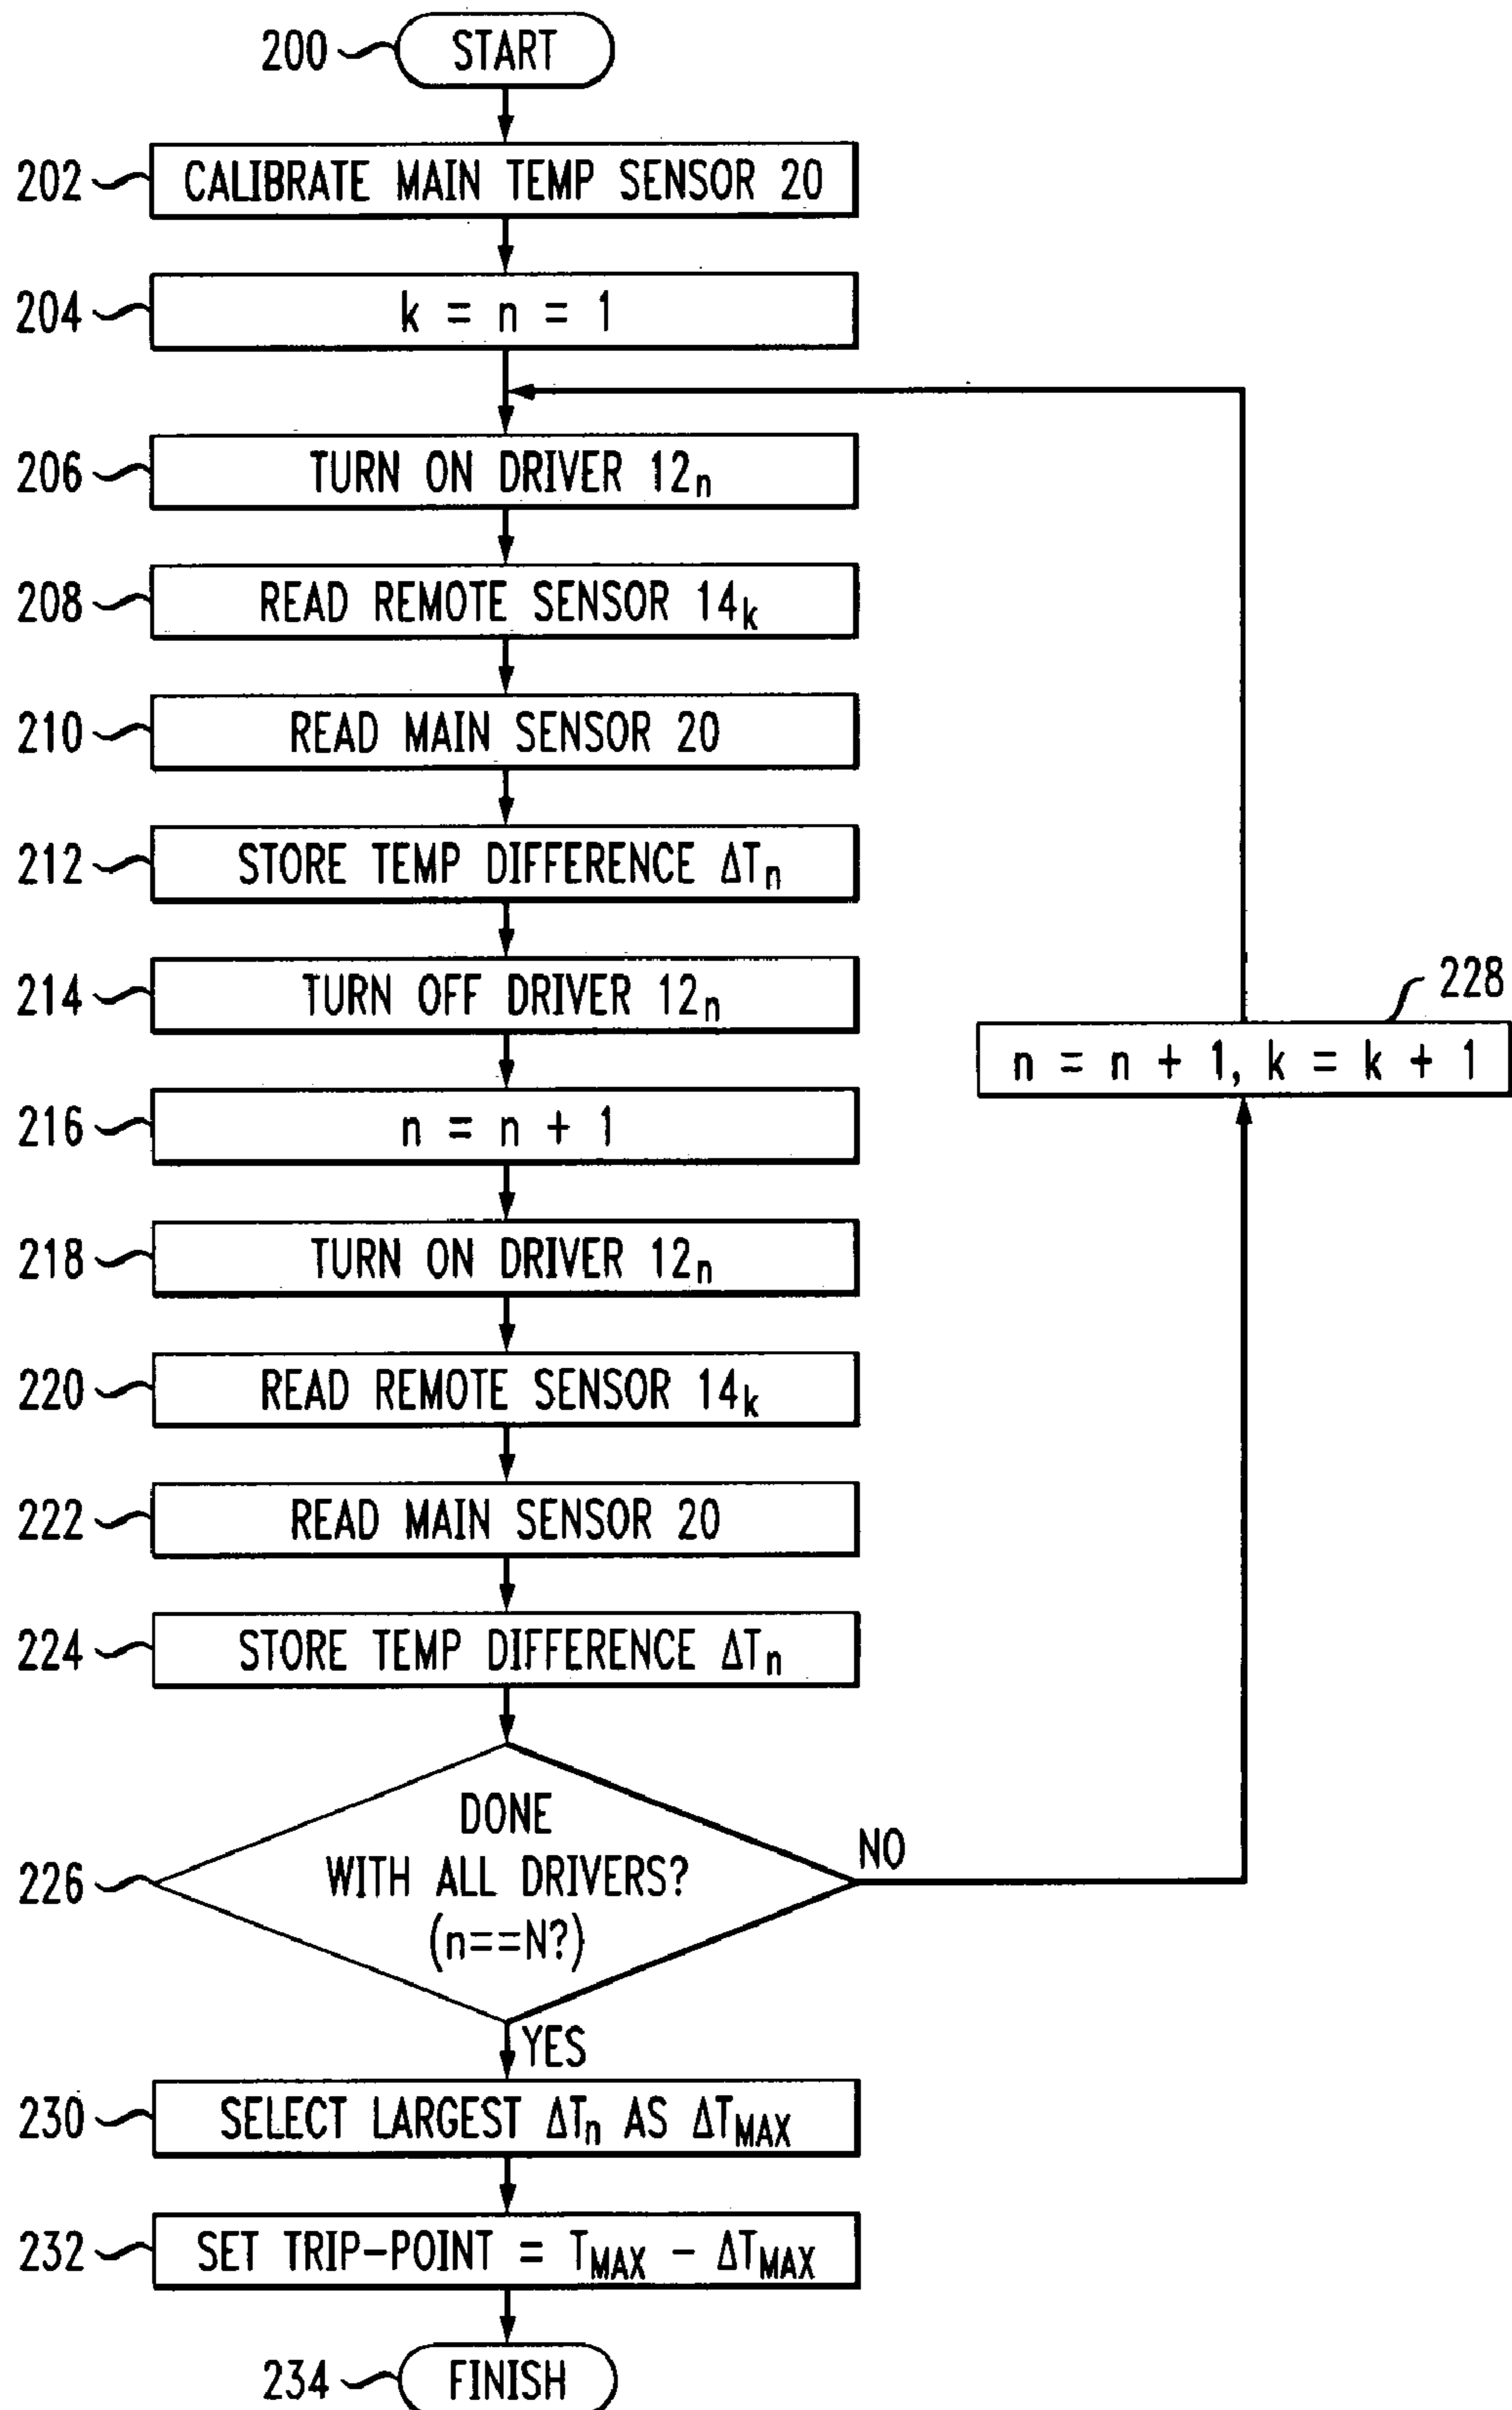 200 START
202 CALIBRATE MAIN TEMP SENSOR 20
204 k = n = 1
206 TURN ON DRIVER 12n
208 READ REMOTE SENSOR 14k
210 READ MAIN SENSOR 20
212 STORE TEMP DIFFERENCE ΔTn
214 TURN OFF DRIVER 12n
228
n = n + 1, k = k + 1
216 n = n + 1
218 TURN ON DRIVER 12n
220 READ REMOTE SENSOR 14k
222 READ MAIN SENSOR 20
224 STORE TEMP DIFFERENCE ΔTn
DONE
226 WITH ALL DRIVERS?
(n==N?)
NO
YES
230 SELECT LARGEST ΔTn AS ΔTMAX
232 SET TRIP-POINT = TMAX - ΔTMAX
234 FINISH